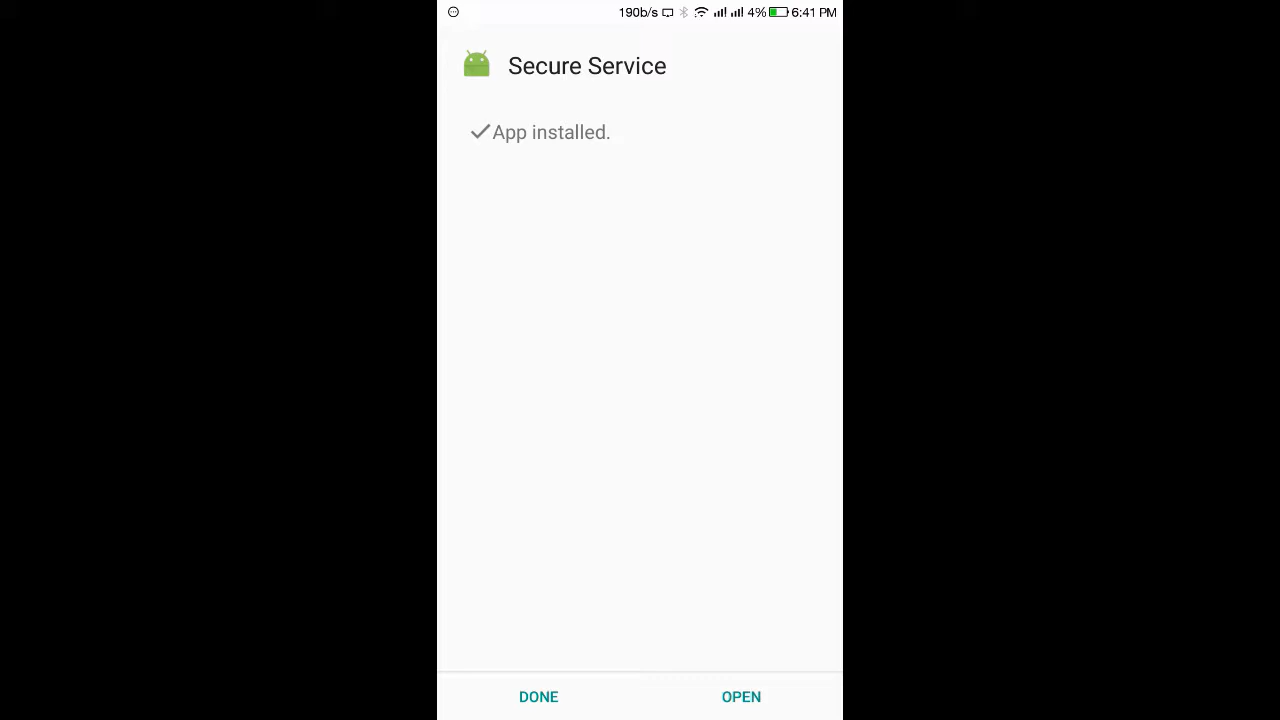 190b/s 4% 6:41 PM
Secure Service
App installed.
DONE OPEN